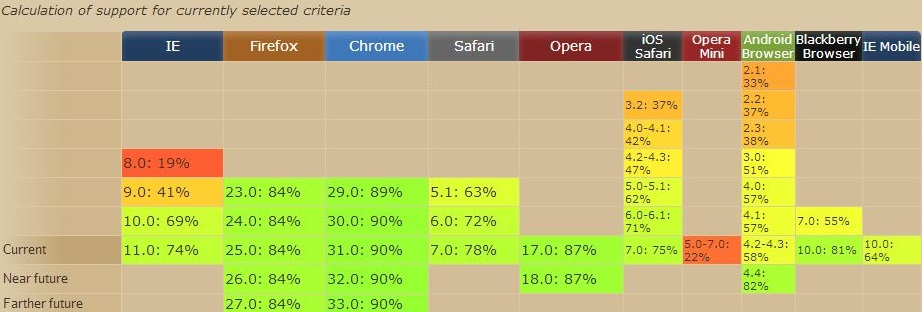 Calculation of support for currently selected criteria
IE Firefox Chrome Safari Opera iOS Safari Opera Mini Android Browser Blackberry Browser IE Mobile
2.1: 33%
3.2: 37% 2.2: 37%
4.0-4.1: 42% 2.3: 38%
8.0: 19% 4.2-4.3: 47% 3.0: 51%
9.0: 41% 23.0: 84% 29.0: 89% 5.1: 63% 5.0-5.1: 62% 4.0: 57%
10.0: 69% 24.0: 84% 30.0: 90% 6.0: 72% 6.0-6.1: 71% 4.1: 57% 7.0: 55%
Current 11.0: 74% 25.0: 84% 31.0: 90% 7.0: 78% 17.0: 87% 7.0: 75% 5.0-7.0: 22% 4.2-4.3: 58% 10.0: 81% 10.0: 64%
Near future 26.0: 84% 32.0: 90% 18.0: 87% 4.4: 82%
Farther future 27.0: 84% 33.0: 90%